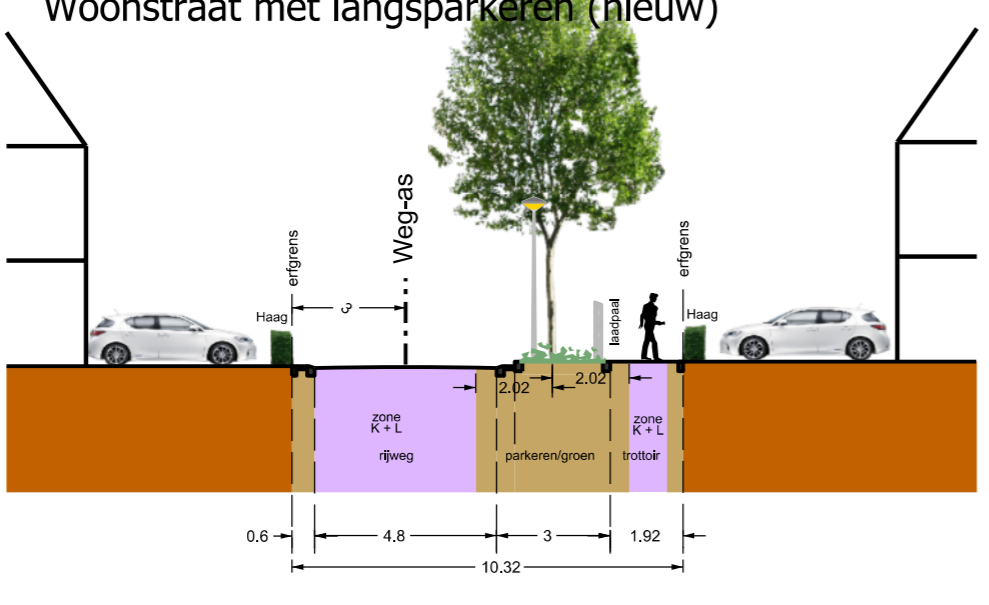 Woonstraat met langsparkeren (nieuw)
Weg-as
erfgrens
erfgrens
Haag
3
laadpaal
Haag
2.02
2.02
zone
K + L
zone
K + L
rijweg
parkeren/groen
trottoir
0.6
4.8
3
1.92
10.32